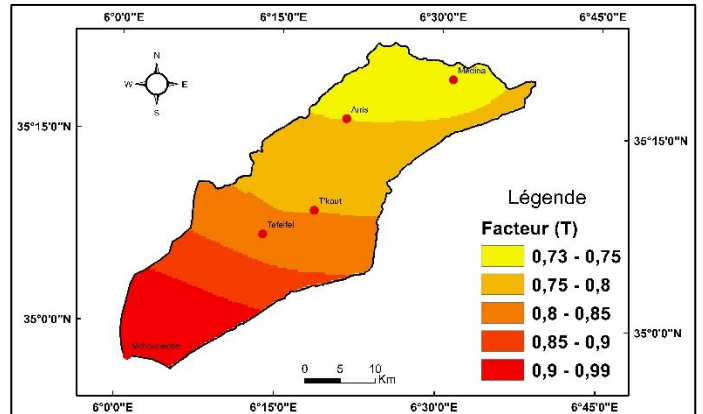 6°0'0"E 6°15'0"E 6°30'0"E 6°45'0"E
N
W E
S
Medina
Arris
35°15'0"N 35°15'0"N
T'kout
Tefelfel
Légende
Facteur (T)
0,73 - 0,75
0,75 - 0,8
0,8 - 0,85
0,85 - 0,9
0,9 - 0,99
35°0'0"N 35°0'0"N
Mchouneche
0 5 10
Km
6°0'0"E 6°15'0"E 6°30'0"E 6°45'0"E